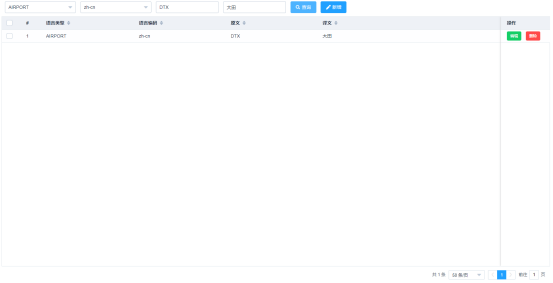 AIRPORT zh-cn DTX 大田 搜索 新增
# 语言类型 语言编码 原文 译文 操作
1 AIRPORT zh-cn DTX 大田 编辑 删除
共 1 条 20条/页 1 前往 1 页